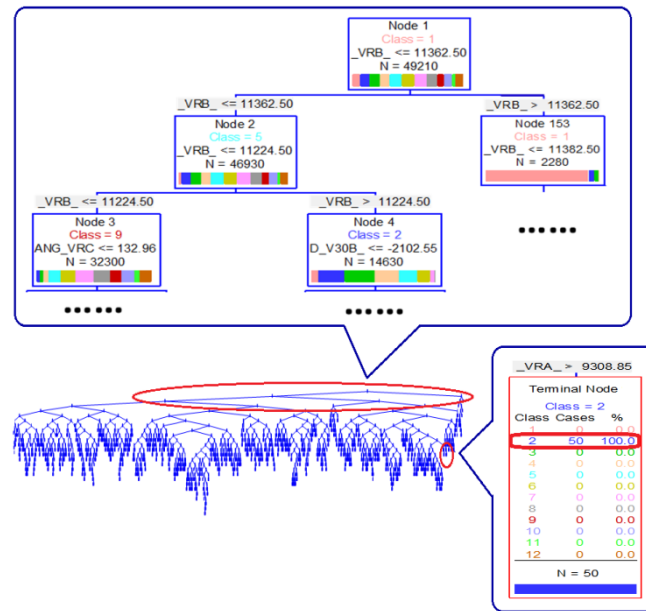 Node 1
Class = 1
_VRB_ <= 11362.50
N = 49210
_VRB_ <= 11362.50
_VRB_ > 11362.50
Node 2
Class = 5
_VRB_ <= 11224.50
N = 46930
Node 153
Class = 1
_VRB_ <= 11382.50
N = 2280
_VRB_ <= 11224.50
_VRB_ > 11224.50
Node 3
Class = 9
ANG_VRC <= 132.96
N = 32300
Node 4
Class = 2
D_V30B_ <= -2102.55
N = 14630
_VRA_ > 9308.85
Terminal Node
Class = 2
Class Cases %
1 0 0.0
2 50 100.0
3 0 0.0
4 0 0.0
5 0 0.0
6 0 0.0
7 0 0.0
8 0 0.0
9 0 0.0
10 0 0.0
11 0 0.0
12 0 0.0
N = 50